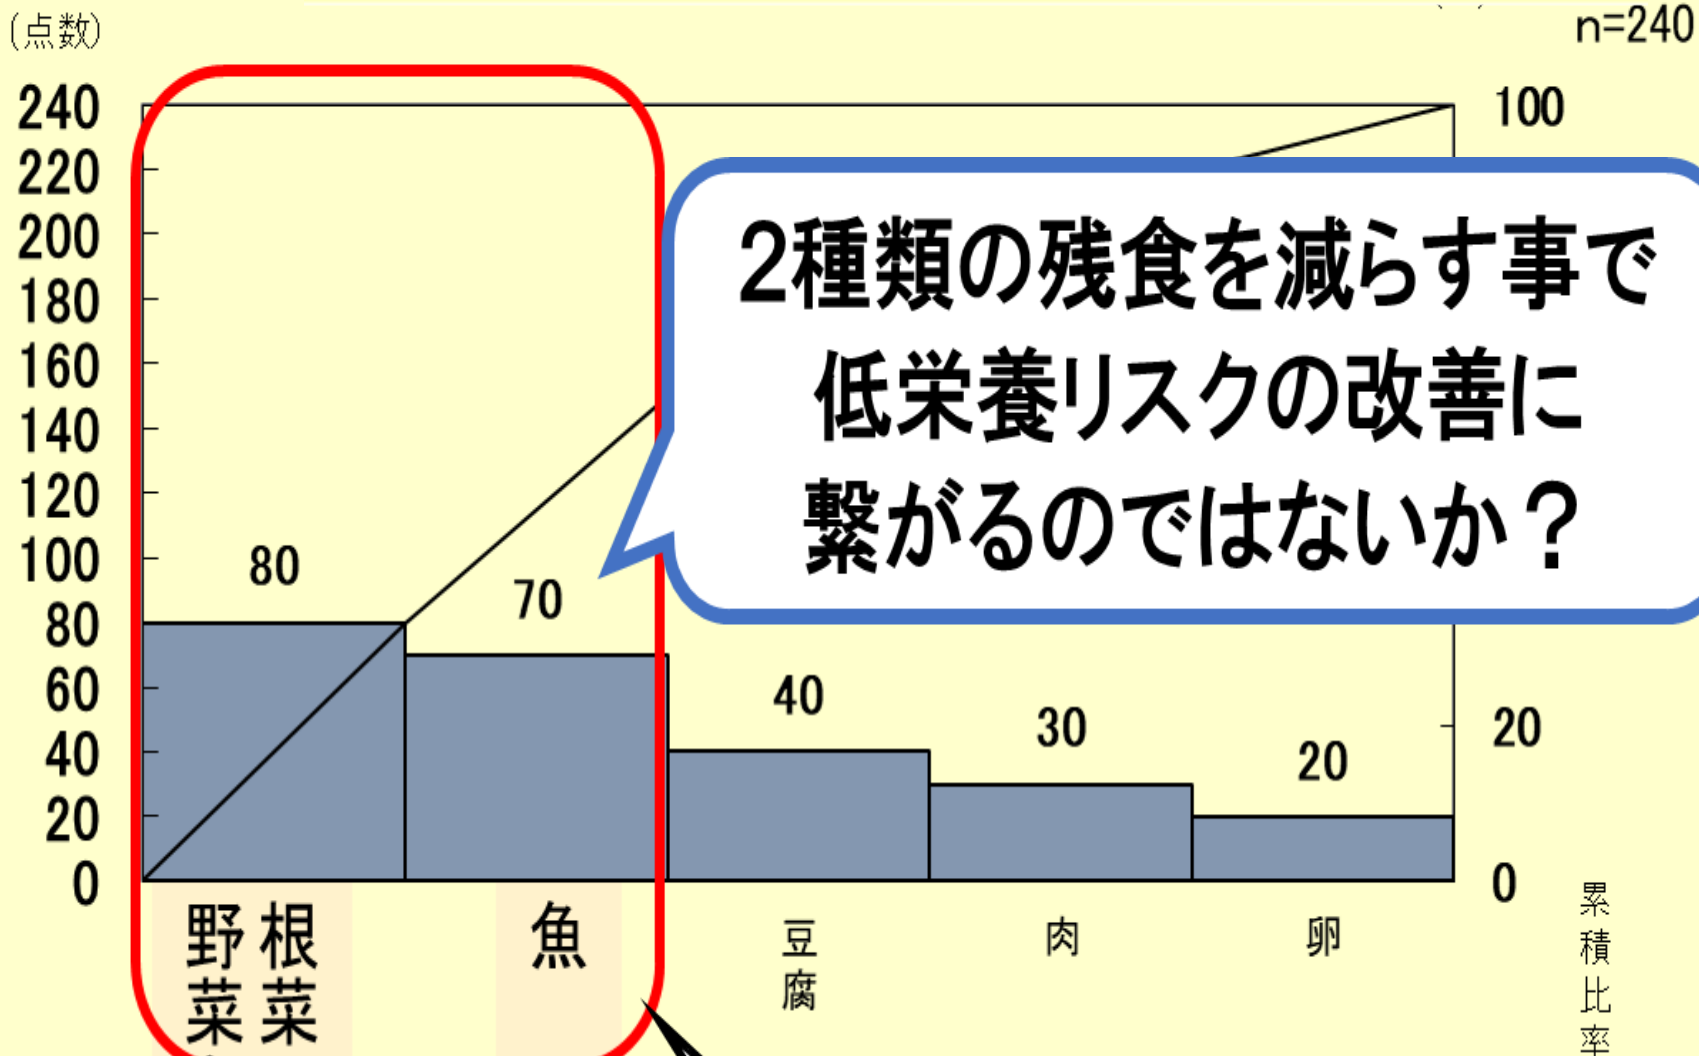 (点数)
n=240
240
220
200
180
160
140
120
100
80
60
40
20
0
100
20
0
2種類の残食を減らす事で
低栄養リスクの改善に
繋がるのではないか？
80
70
40
30
20
根菜
野菜
魚
豆腐
肉
卵
累積比率